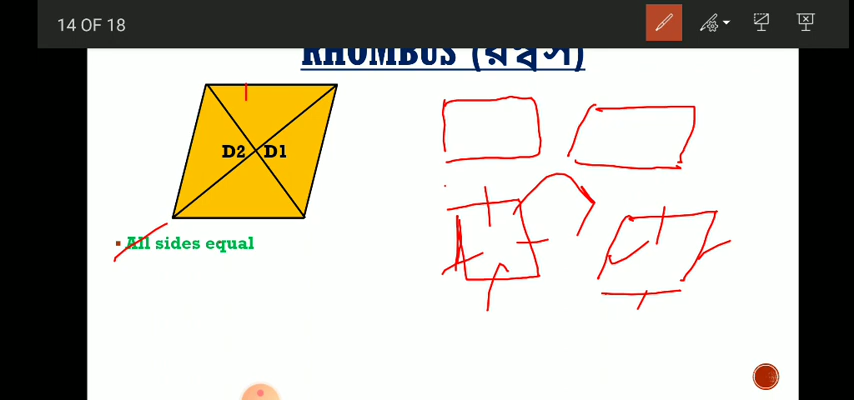 14 OF 18
RHOMBUS (রম্বস)
D2 D1
All sides equal